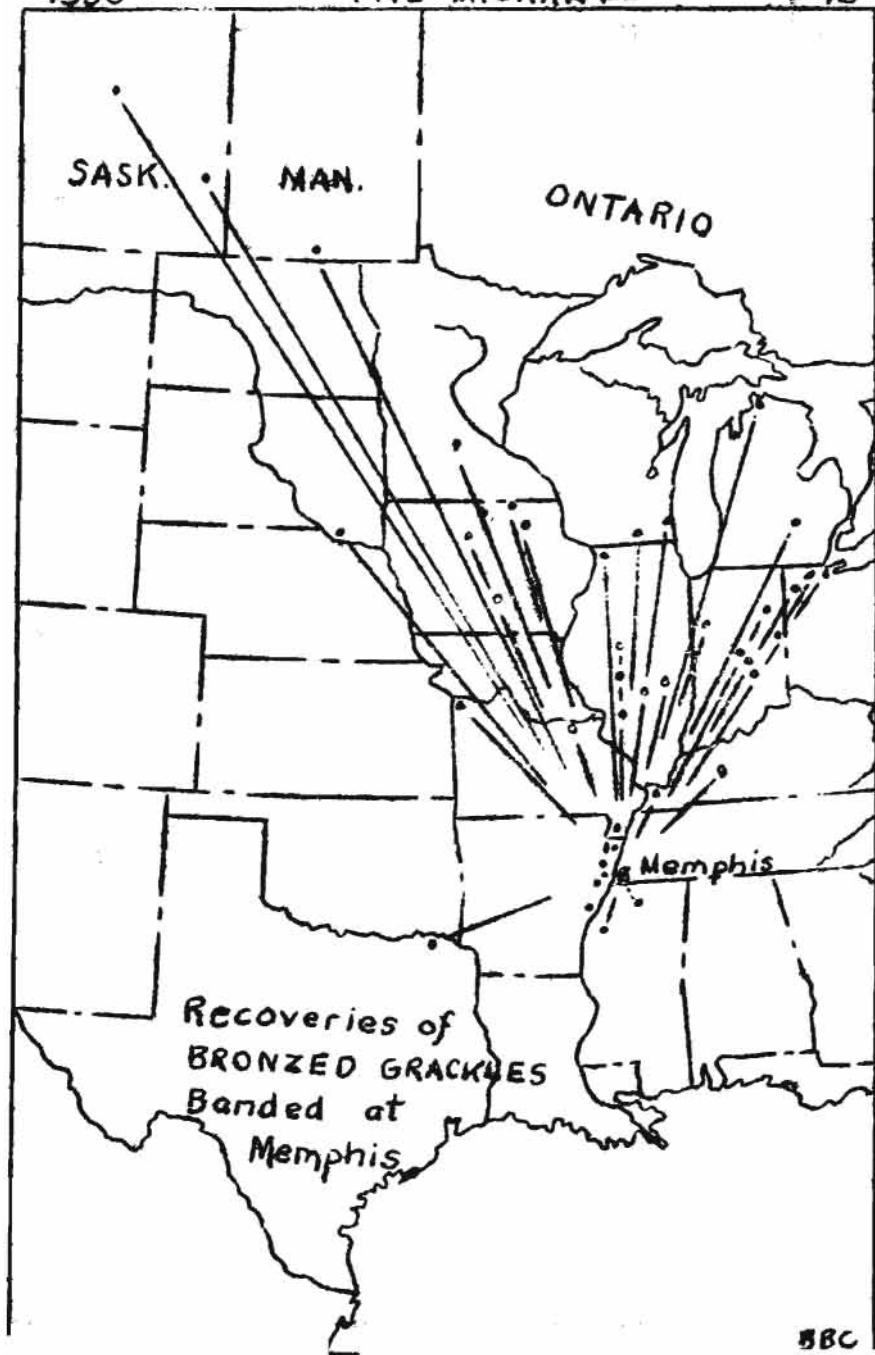 SASK.
MAN.
ONTARIO
Memphis
Recoveries of
BRONZED GRACKLES
Banded at
Memphis
BBC